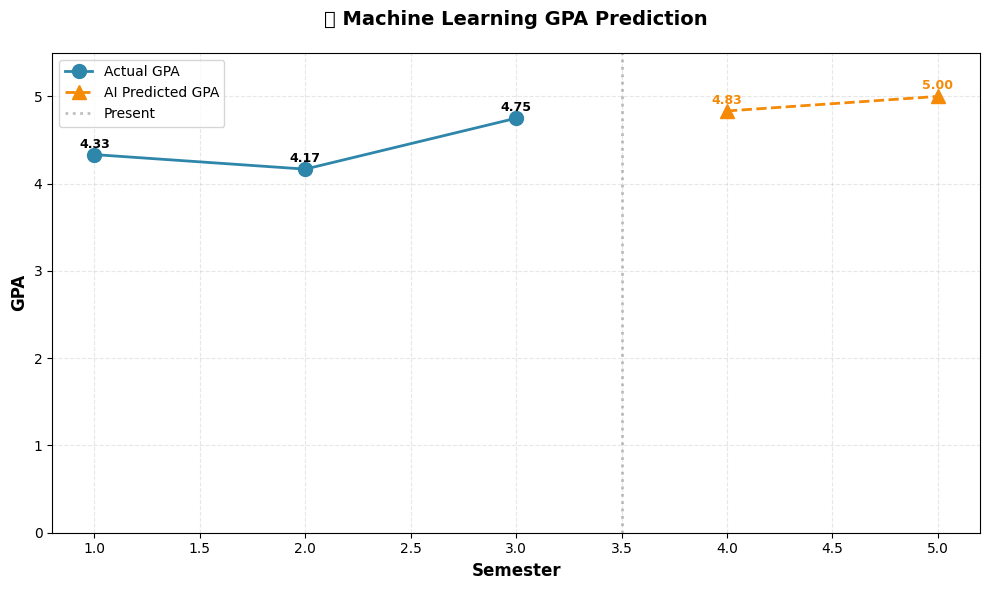 Machine Learning GPA Prediction
Actual GPA
AI Predicted GPA
Present
4.33
4.17
4.75
4.83
5.00
GPA
5
4
3
2
1
0
1.0 1.5 2.0 2.5 3.0 3.5 4.0 4.5 5.0
Semester